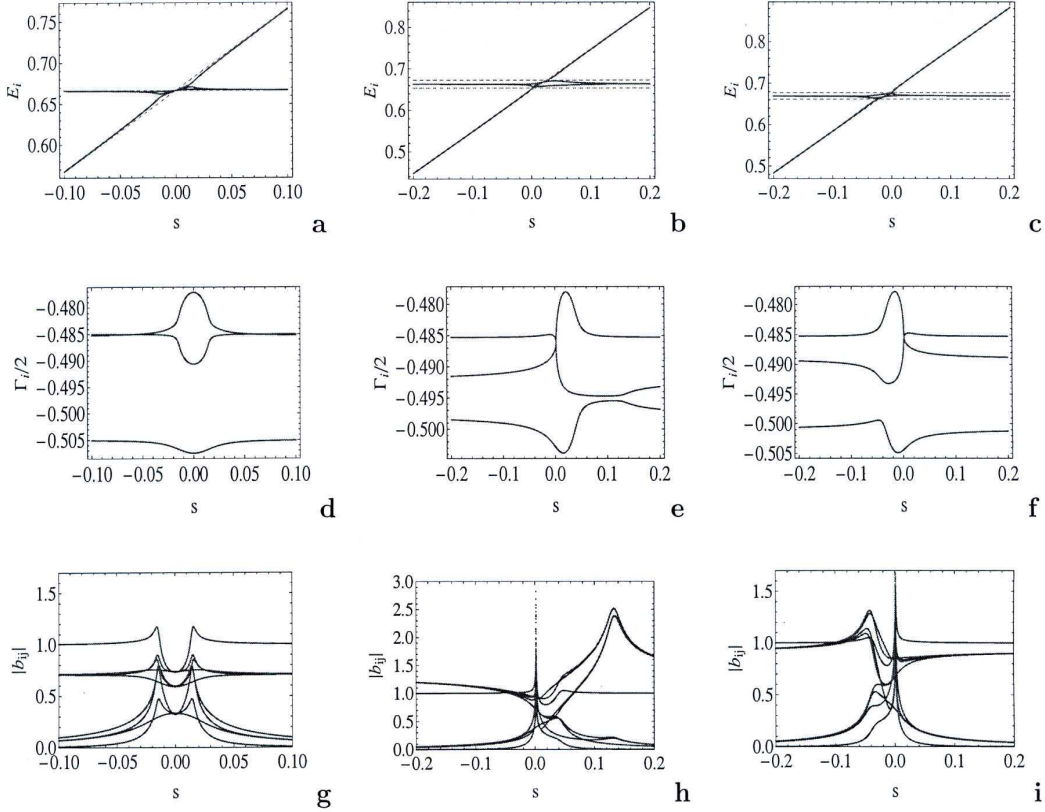 0.75
0.70
0.65
0.60
E_i
−0.10 −0.05 0.00 0.05 0.10
s
a
0.8
0.7
0.6
0.5
E_i
−0.2 −0.1 0.0 0.1 0.2
s
b
0.8
0.7
0.6
0.5
E_i
−0.2 −0.1 0.0 0.1 0.2
s
c
−0.480
−0.485
−0.490
−0.495
−0.500
−0.505
Γ_i/2
−0.10 −0.05 0.00 0.05 0.10
s
d
−0.480
−0.485
−0.490
−0.495
−0.500
Γ_i/2
−0.2 −0.1 0.0 0.1 0.2
s
e
−0.480
−0.485
−0.490
−0.495
−0.500
−0.505
Γ_i/2
−0.2 −0.1 0.0 0.1 0.2
s
f
1.5
1.0
0.5
0.0
|b_ij|
−0.10 −0.05 0.00 0.05 0.10
s
g
3.0
2.5
2.0
1.5
1.0
0.5
0.0
|b_ij|
−0.2 −0.1 0.0 0.1 0.2
s
h
1.5
1.0
0.5
0.0
|b_ij|
−0.2 −0.1 0.0 0.1 0.2
s
i